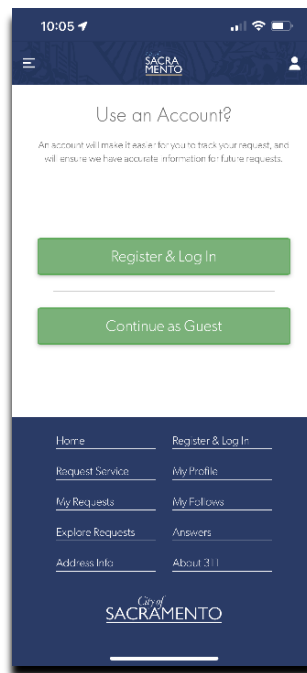 10:05
City of
SACRA
MENTO
Use an Account?
An account will make it easier for you to track your request, and
will ensure we have accurate information for future requests.
Register & Log In
Continue as Guest
Home
Register & Log In
Request Service
My Profile
My Requests
My Follows
Explore Requests
Answers
Address Info
About 311
City of
SACRAMENTO